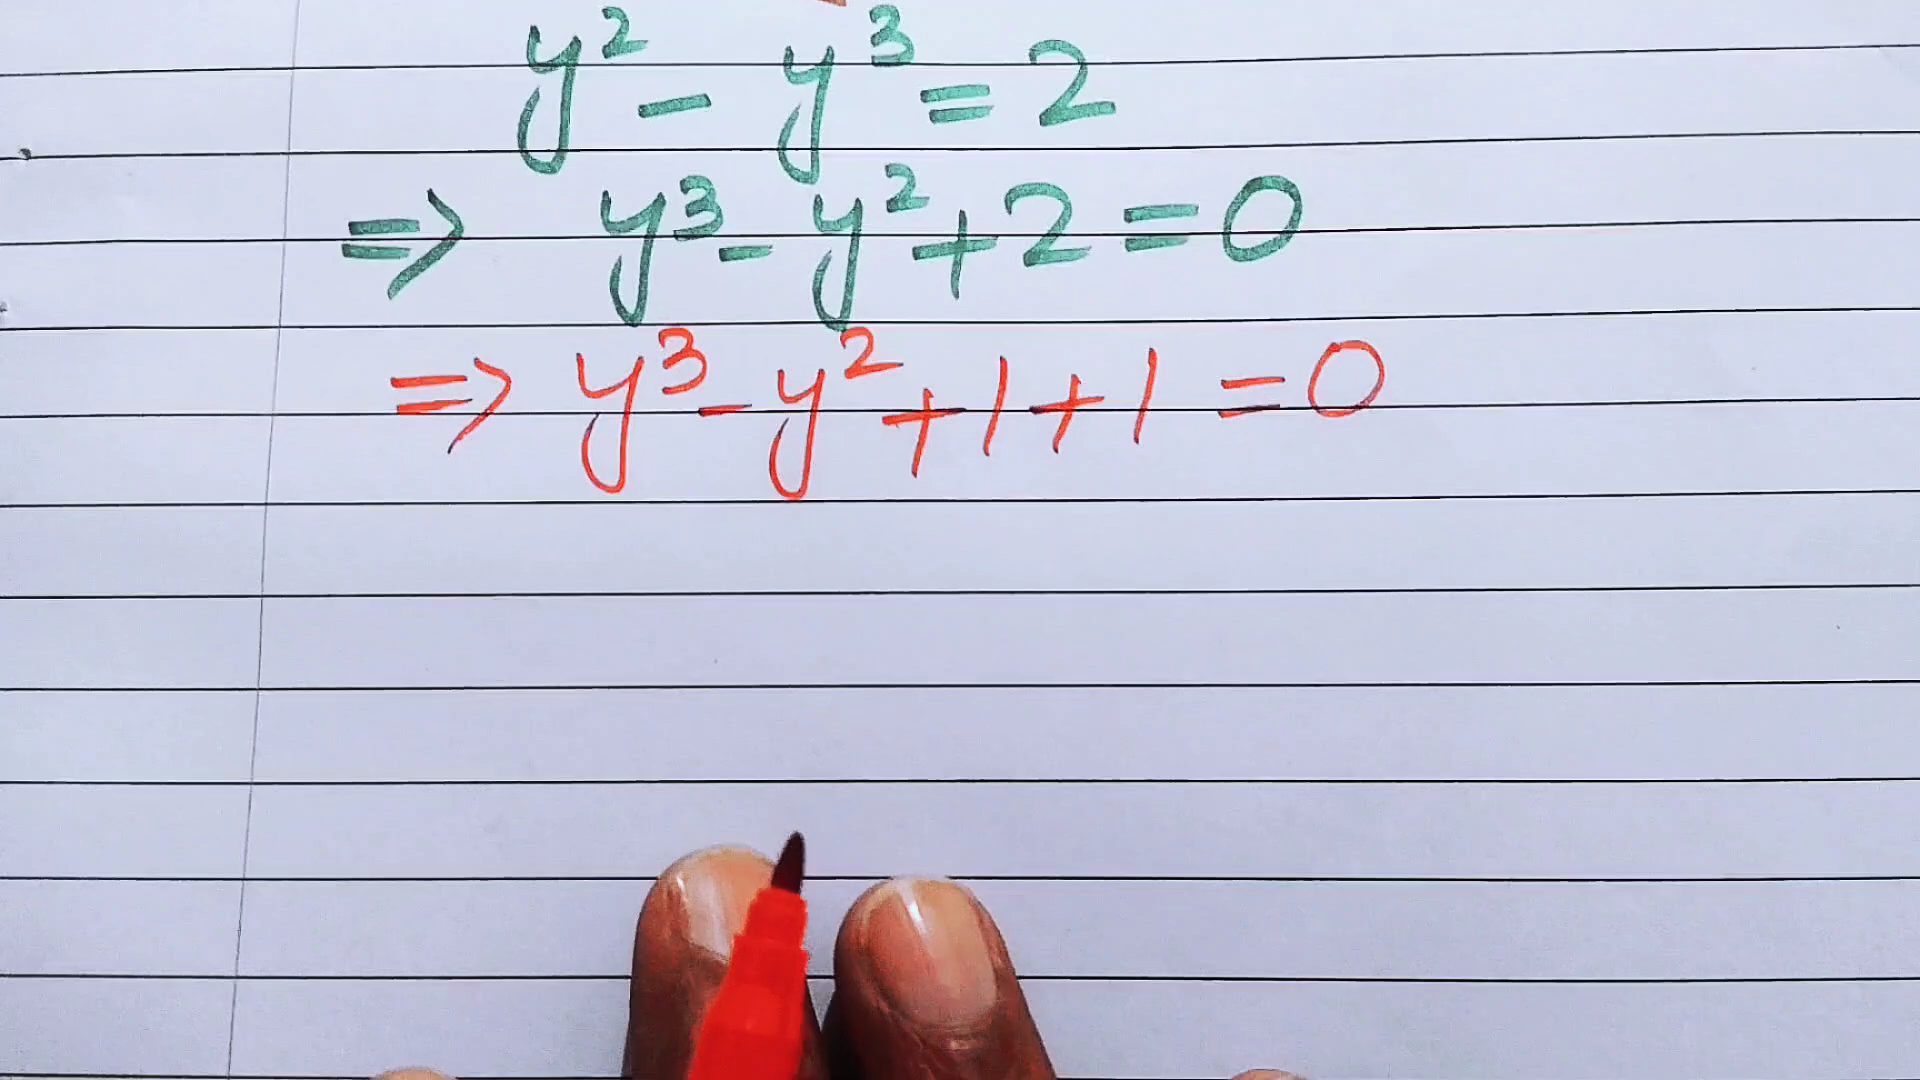 y² - y³ = 2
⇒ y³ - y² + 2 = 0
⇒ y³ - y² + 1 + 1 = 0